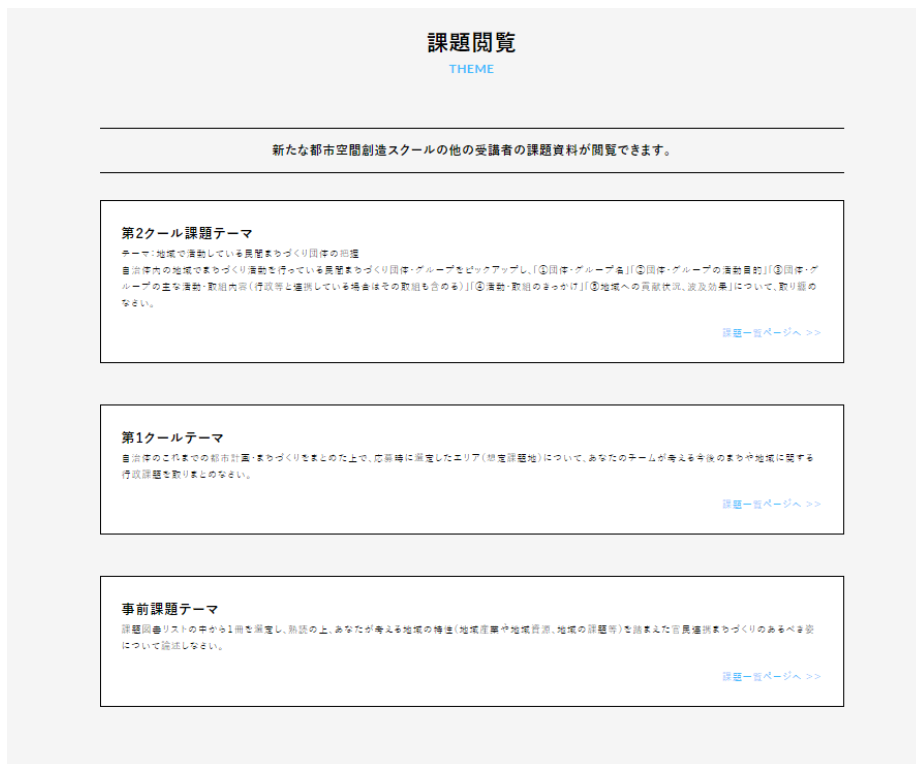 課題閲覧
THEME
新たな都市空間創造スクールの他の受講者の課題資料が閲覧できます。
第2クール課題テーマ
テーマ：地域で活動している民間まちづくり団体の把握
自治体内の地域でまちづくり活動を行っている民間まちづくり団体・グループをピックアップし、「①団体・グループ名」「②団体・グループの活動目的」「③団体・グ
ループの主な活動・取組内容（行政等と連携している場合はその取組も含める）」「④活動・取組のきっかけ」「⑤地域への貢献状況、波及効果」について、取り纏め
なさい。
課題一覧ページへ >>
第1クールテーマ
自治体のこれまでの都市計画・まちづくりをまとめた上で、応募時に選定したエリア（想定課題地）について、あなたのチームが考える今後のまちや地域に関する
行政課題を取りまとめなさい。
課題一覧ページへ >>
事前課題テーマ
課題図書リストの中から1冊を選定し、熟読の上、あなたが考える地域の特性（地域産業や地域資源、地域の課題等）を踏まえた官民連携まちづくりのあるべき姿
について論述しなさい。
課題一覧ページへ >>